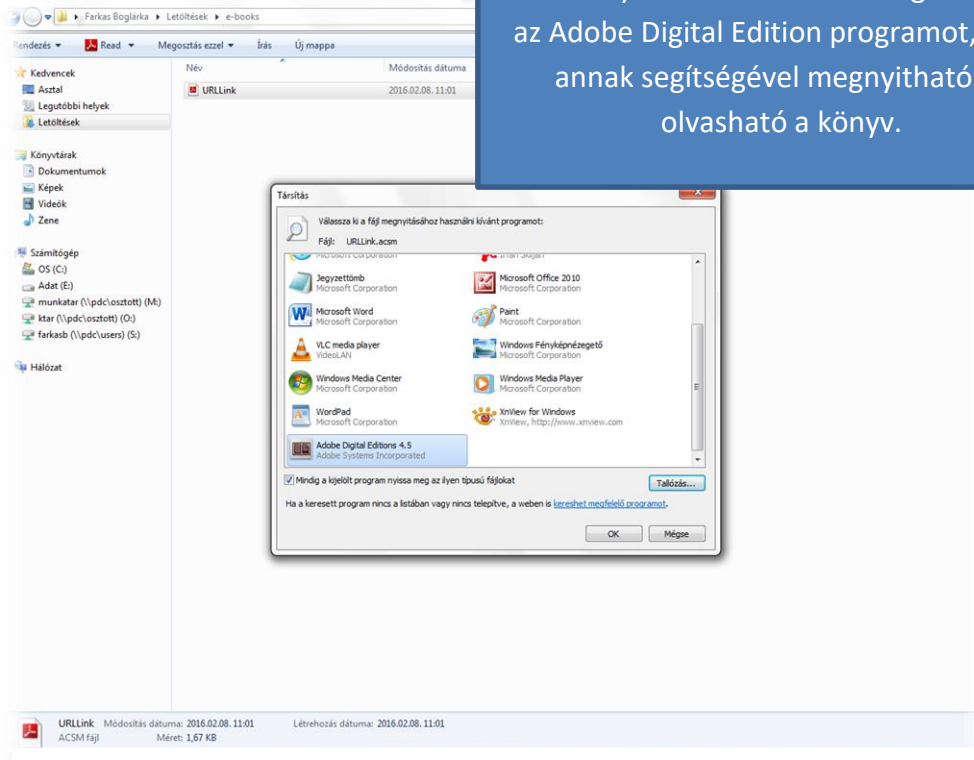 Farkas Boglárka ▸ Letöltések ▸ e-books
az Adobe Digital Edition programot,
annak segítségével megnyitható
olvasható a könyv.
Rendezés Read Megosztás ezzel Írás Új mappa
Név Módosítás dátuma
URLLink 2016.02.08. 11:01
Kedvencek
Asztal
Legutóbbi helyek
Letöltések
Könyvtárak
Dokumentumok
Képek
Videók
Zene
Számítógép
OS (C:)
Adat (E:)
munkatar (\\pdc\osztott) (M:)
ktar (\\pdc\osztott) (O:)
farkasb (\\pdc\users) (S:)
Hálózat
Társítás
Válassza ki a fájl megnyitásához használni kívánt programot:
Fájl: URLLink.acsm
Microsoft Corporation
Jegyzettömb
Microsoft Corporation
Microsoft Office 2010
Microsoft Corporation
Microsoft Word
Microsoft Corporation
Paint
Microsoft Corporation
VLC media player
VideoLAN
Windows Fényképnézegető
Microsoft Corporation
Windows Media Center
Microsoft Corporation
Windows Media Player
Microsoft Corporation
WordPad
Microsoft Corporation
XnView for Windows
XnView, http://www.xnview.com
Adobe Digital Editions 4.5
Adobe Systems Incorporated
Mindig a kijelölt program nyissa meg az ilyen típusú fájlokat
Tallózás...
Ha a keresett program nincs a listában vagy nincs telepítve, a weben is kereshet megfelelő programot.
OK Mégse
URLLink Módosítás dátuma: 2016.02.08. 11:01 Létrehozás dátuma: 2016.02.08. 11:01
ACSM fájl Méret: 1,67 KB